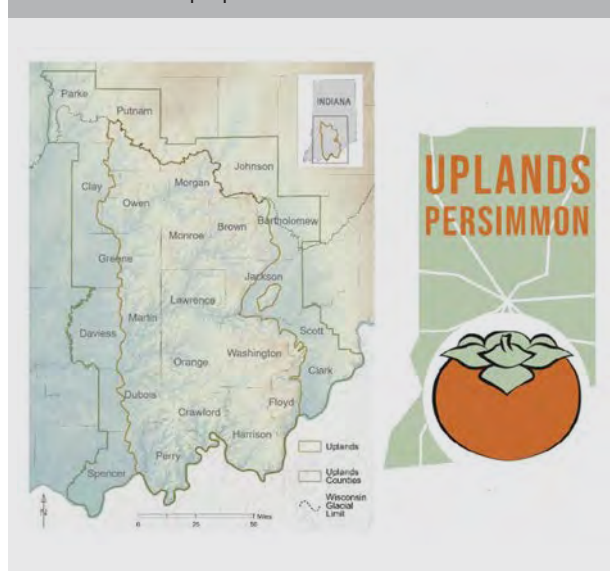 Parke
Putnam
INDIANA
Johnson
Clay
Morgan
Owen
Brown
Bartholomew
Monroe
Greene
Jackson
Lawrence
Martin
Daviess
Scott
Washington
Orange
Clark
Dubois
Floyd
Crawford
Harrison
Perry
Spencer
Uplands
Uplands
Counties
Wisconsin
Glacial
Limit
N
0 25 50
Miles
UPLANDS
PERSIMMON